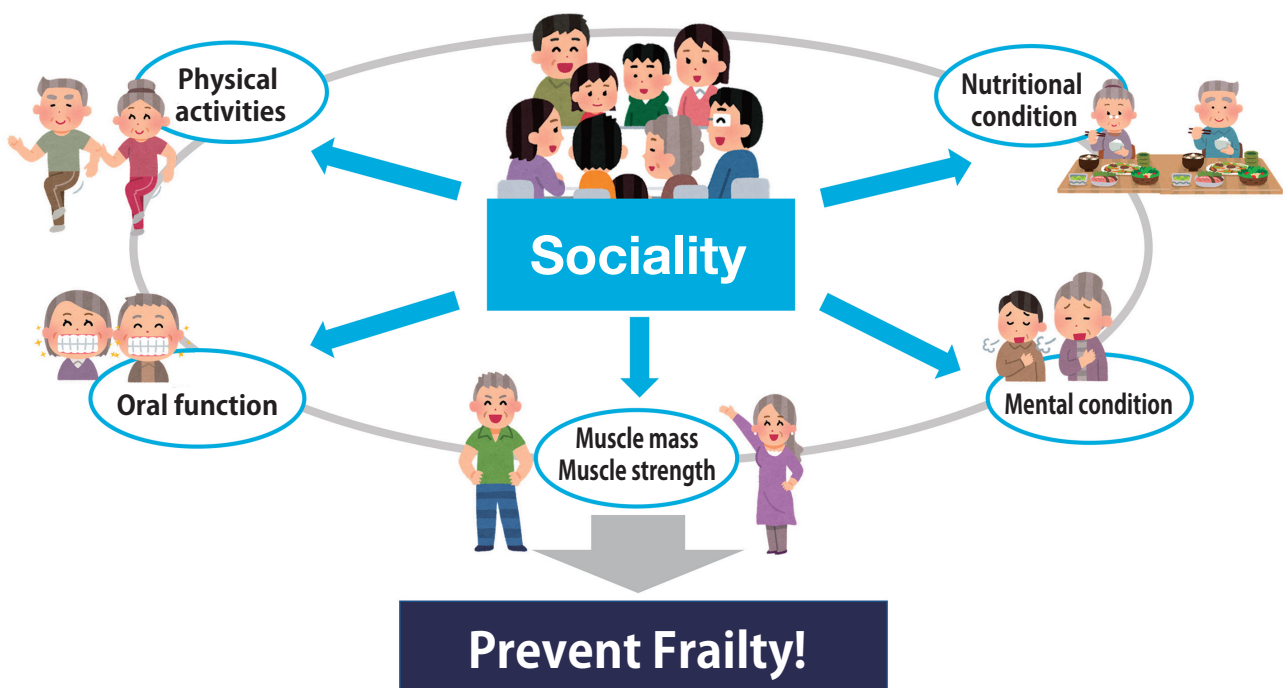 Physical
activities
Nutritional
condition
Sociality
Oral function
Mental condition
Muscle mass
Muscle strength
Prevent Frailty!